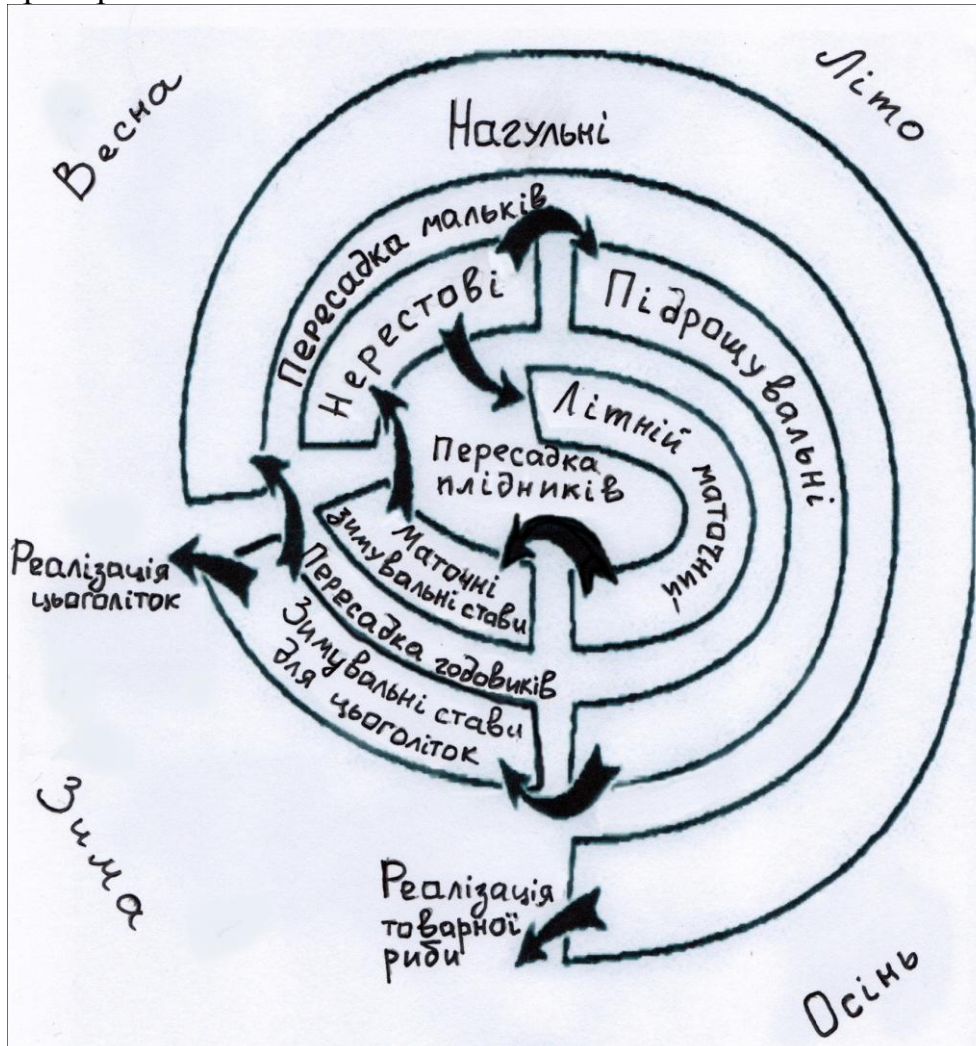 Весна
Літо
Нагульні
Пересадка мальків
Нерестові
Підрощувальні
Літній маточний
Пересадка
плідників
Маточні
зимувальні стави
Пересадка годовиків
Зимувальні стави
для цьоголіток
Реалізація
цьоголіток
Зима
Реалізація
товарної
риби
Осінь